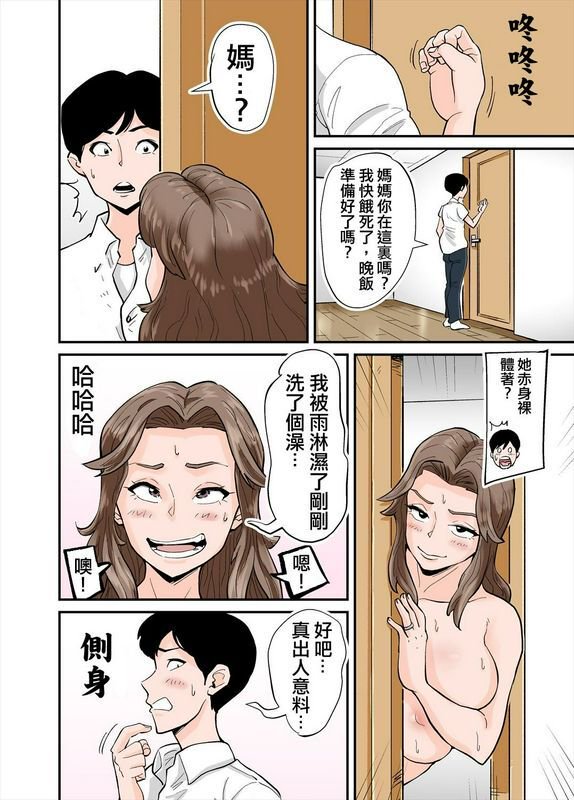 咚咚咚
媽媽你在這裏嗎？
我快餓死了，晚飯
準備好了嗎？
媽…？
她赤身裸
體著？
我被雨淋濕了剛剛
洗了個澡…
哈哈哈
嗯！
噢！
好吧…
真出人意料…
側身